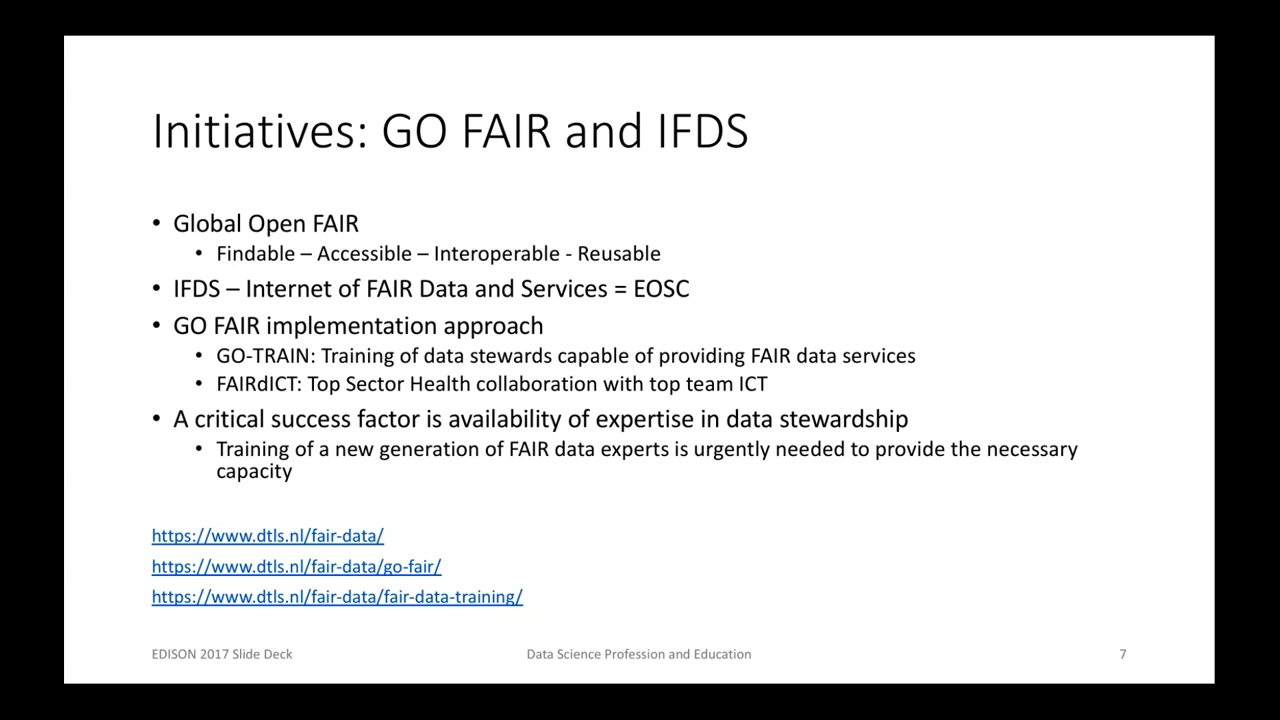 Initiatives: GO FAIR and IFDS
• Global Open FAIR
• Findable – Accessible – Interoperable - Reusable
• IFDS – Internet of FAIR Data and Services = EOSC
• GO FAIR implementation approach
• GO-TRAIN: Training of data stewards capable of providing FAIR data services
• FAIRdICT: Top Sector Health collaboration with top team ICT
• A critical success factor is availability of expertise in data stewardship
• Training of a new generation of FAIR data experts is urgently needed to provide the necessary
capacity
https://www.dtls.nl/fair-data/
https://www.dtls.nl/fair-data/go-fair/
https://www.dtls.nl/fair-data/fair-data-training/
EDISON 2017 Slide Deck
Data Science Profession and Education
7